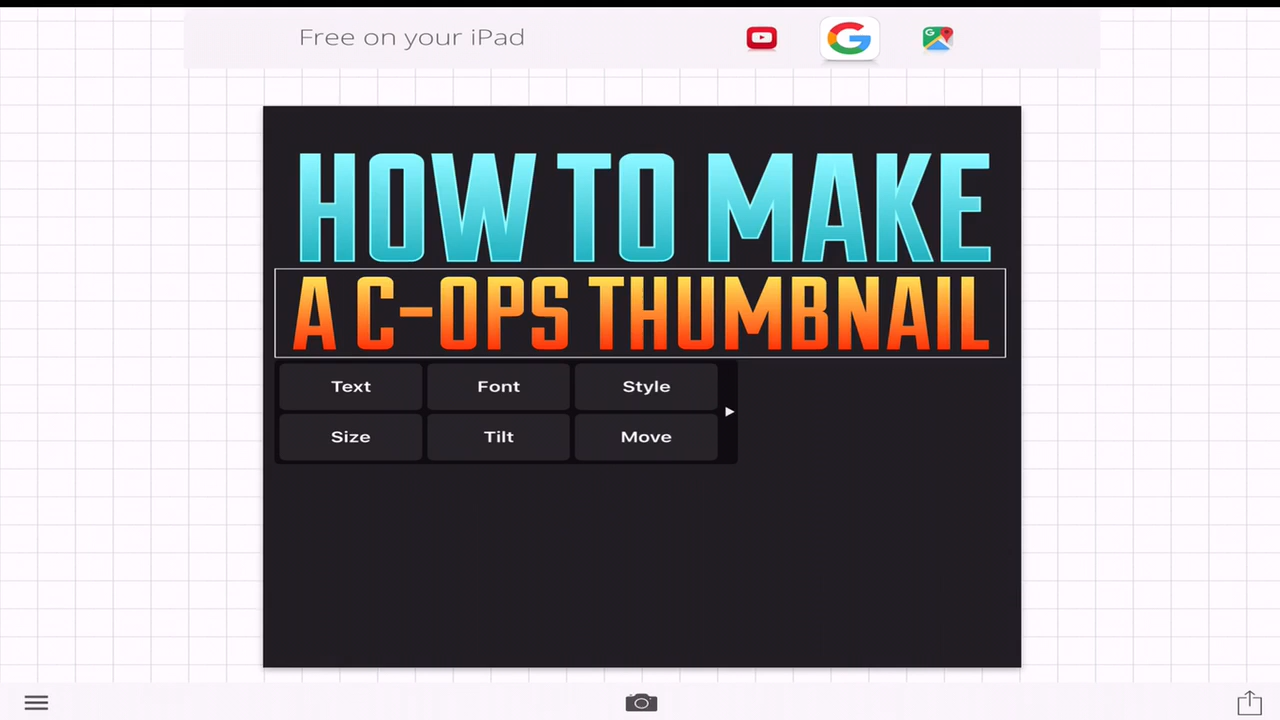 Free on your iPad
HOW TO MAKE
A C-OPS THUMBNAIL
Text Font Style
Size Tilt Move